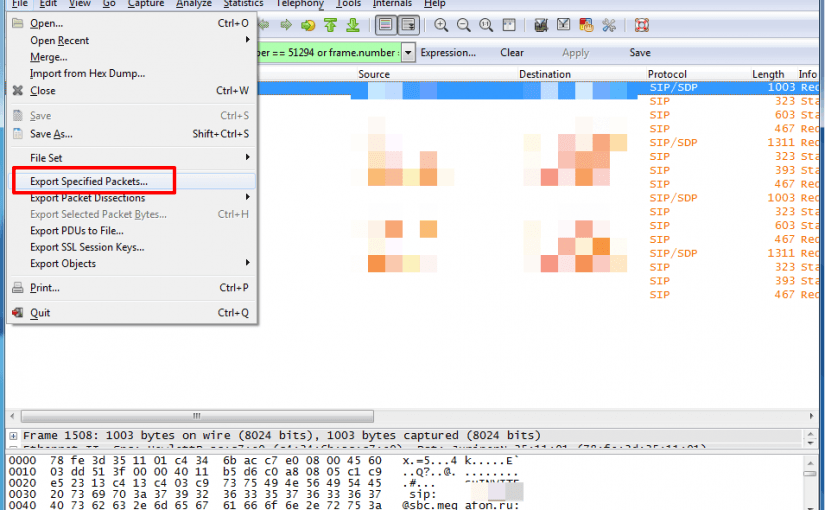 File Edit View Go Capture Analyze Statistics Telephony Tools Internals Help
Open... Ctrl+O
Open Recent
Merge...
Import from Hex Dump...
Close Ctrl+W
Save Ctrl+S
Save As... Shift+Ctrl+S
File Set
Export Specified Packets...
Export Packet Dissections
Export Selected Packet Bytes... Ctrl+H
Export PDUs to File...
Export SSL Session Keys...
Export Objects
Print... Ctrl+P
Quit Ctrl+Q
ber == 51294 or frame.number Expression... Clear Apply Save
Source Destination Protocol Length Info
SIP/SDP 1003 Rec
SIP 323 Sta
SIP 603 Sta
SIP 467 Rec
SIP/SDP 1311 Rec
SIP 323 Sta
SIP 393 Sta
SIP 467 Rec
SIP/SDP 1003 Rec
SIP 323 Sta
SIP 603 Sta
SIP 467 Rec
SIP/SDP 1311 Rec
SIP 323 Sta
SIP 393 Sta
SIP 467 Rec
Frame 1508: 1003 bytes on wire (8024 bits), 1003 bytes captured (8024 bits)
0000 78 fe 3d 35 11 01 c4 34 6b ac c7 e0 08 00 45 60 x.=5...4 k.....E`
0010 03 dd 51 3f 00 00 40 11 b5 d6 c0 a8 08 05 c1 c9 ..Q?..@. ........
0020 e5 23 13 c4 13 c4 03 c9 73 75 49 4e 56 49 54 45 .#...... suINVITE
0030 20 73 69 70 3a 37 39 32 36 33 35 37 36 33 36 37 sip:
0040 40 73 62 63 2e 6d 65 67 61 66 6f 6e 2e 72 75 3a @sbc.meg afon.ru: